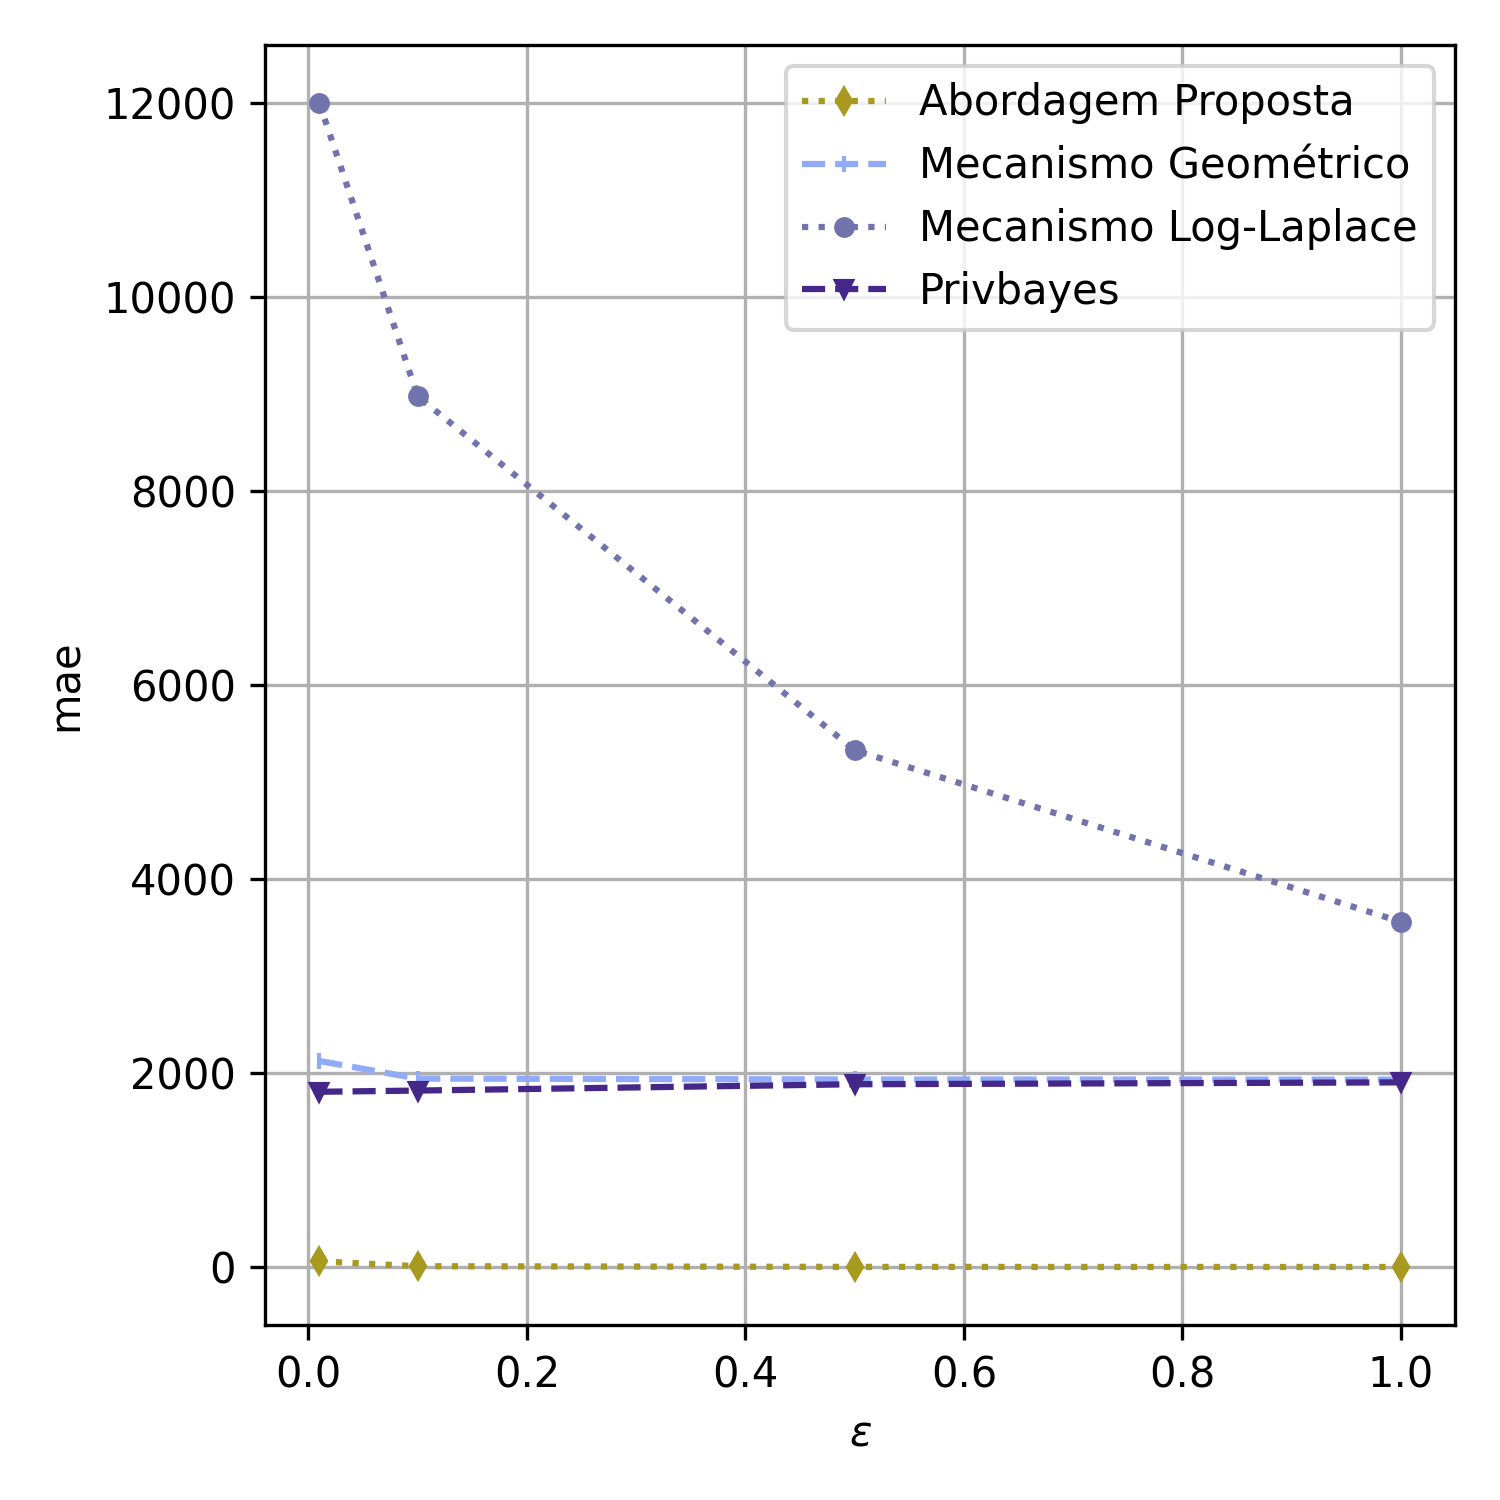 12000
10000
8000
6000
4000
2000
0
mae
0.0 0.2 0.4 0.6 0.8 1.0
ε
Abordagem Proposta
Mecanismo Geométrico
Mecanismo Log-Laplace
Privbayes